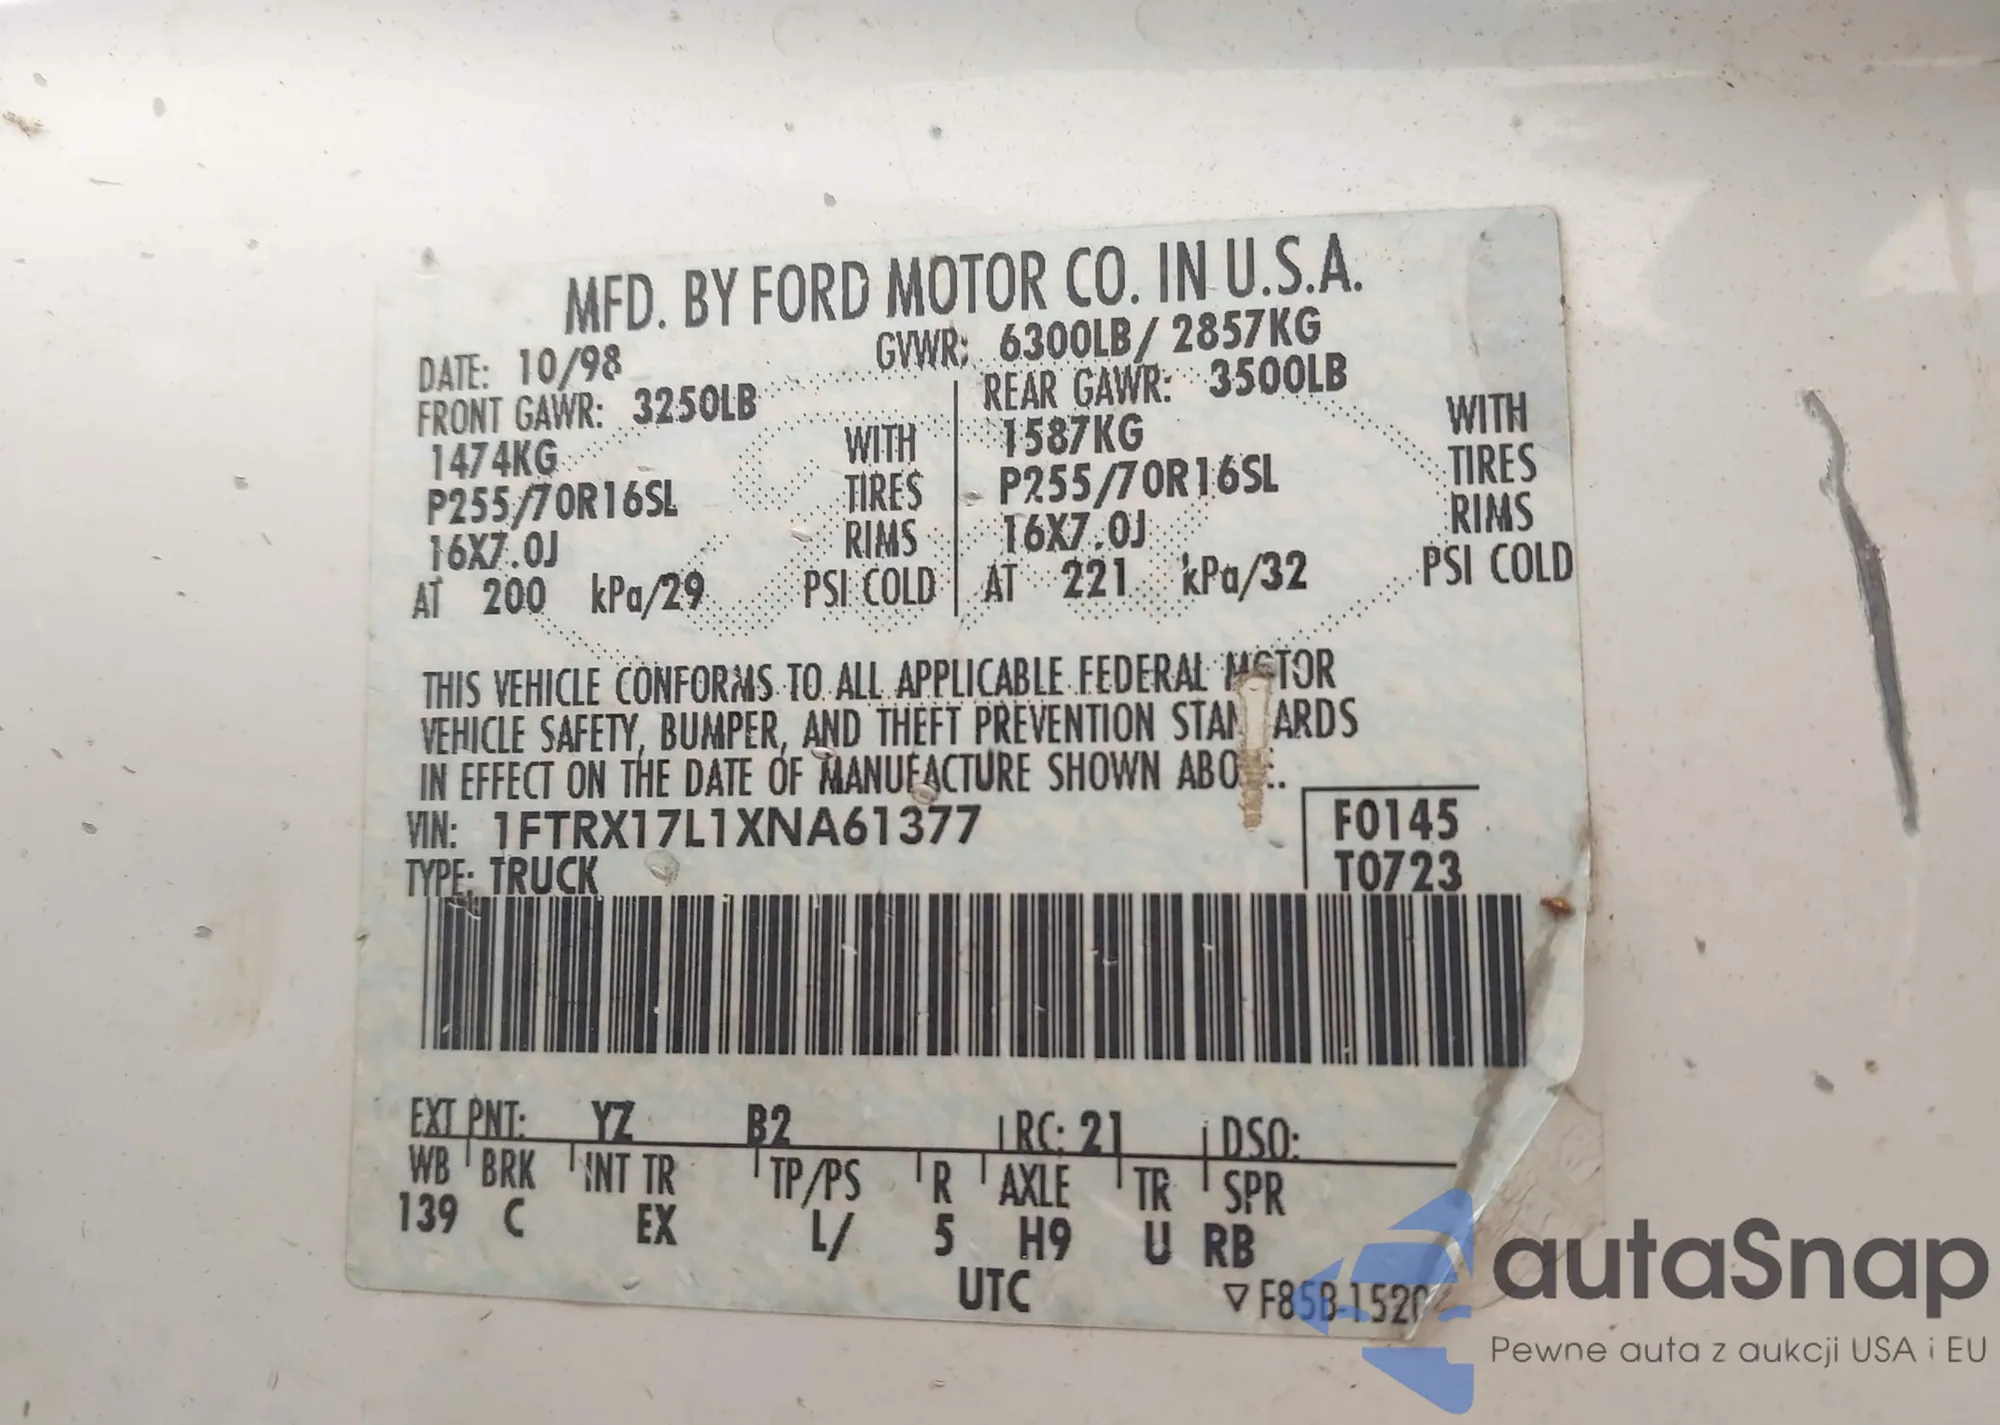 MFD. BY FORD MOTOR CO. IN U.S.A.
DATE: 10/98 GVWR: 6300LB/ 2857KG
FRONT GAWR: 3250LB REAR GAWR: 3500LB
1474KG WITH 1587KG WITH
P255/70R16SL TIRES P255/70R16SL TIRES
16X7.0J RIMS 16X7.0J RIMS
AT 200 kPa/29 PSI COLD AT 221 kPa/32 PSI COLD
THIS VEHICLE CONFORMS TO ALL APPLICABLE FEDERAL MOTOR
VEHICLE SAFETY, BUMPER, AND THEFT PREVENTION STANDARDS
IN EFFECT ON THE DATE OF MANUFACTURE SHOWN ABOVE.
VIN: 1FTRX17L1XNA61377 F0145
TYPE: TRUCK T0723
EXT PNT: YZ B2 RC: 21 DSO:
WB BRK INT TR TP/PS R AXLE TR SPR
139 C EX L/ 5 H9 U RB
UTC
autaSnap
Pewne auta z aukcji USA i EU